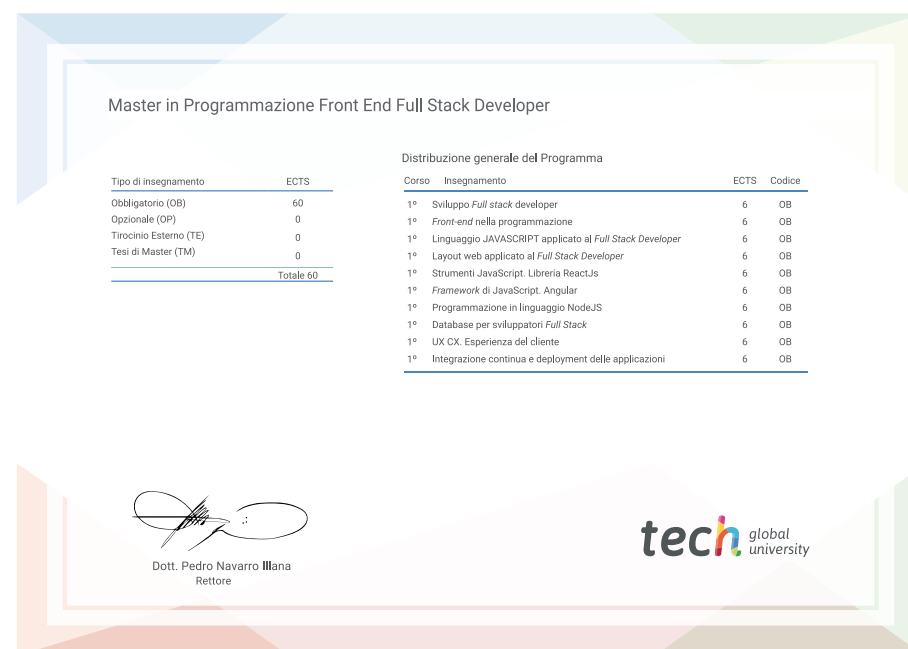 Master in Programmazione Front End Full Stack Developer
Tipo di insegnamento ECTS
Obbligatorio (OB) 60
Opzionale (OP) 0
Tirocinio Esterno (TE) 0
Tesi di Master (TM) 0
Totale 60
Distribuzione generale del Programma
Corso Insegnamento ECTS Codice
1º Sviluppo Full stack developer 6 OB
1º Front-end nella programmazione 6 OB
1º Linguaggio JAVASCRIPT applicato al Full Stack Developer 6 OB
1º Layout web applicato al Full Stack Developer 6 OB
1º Strumenti JavaScript. Libreria ReactJs 6 OB
1º Framework di JavaScript. Angular 6 OB
1º Programmazione in linguaggio NodeJS 6 OB
1º Database per sviluppatori Full Stack 6 OB
1º UX CX. Esperienza del cliente 6 OB
1º Integrazione continua e deployment delle applicazioni 6 OB
Dott. Pedro Navarro Illana
Rettore
tech global
university